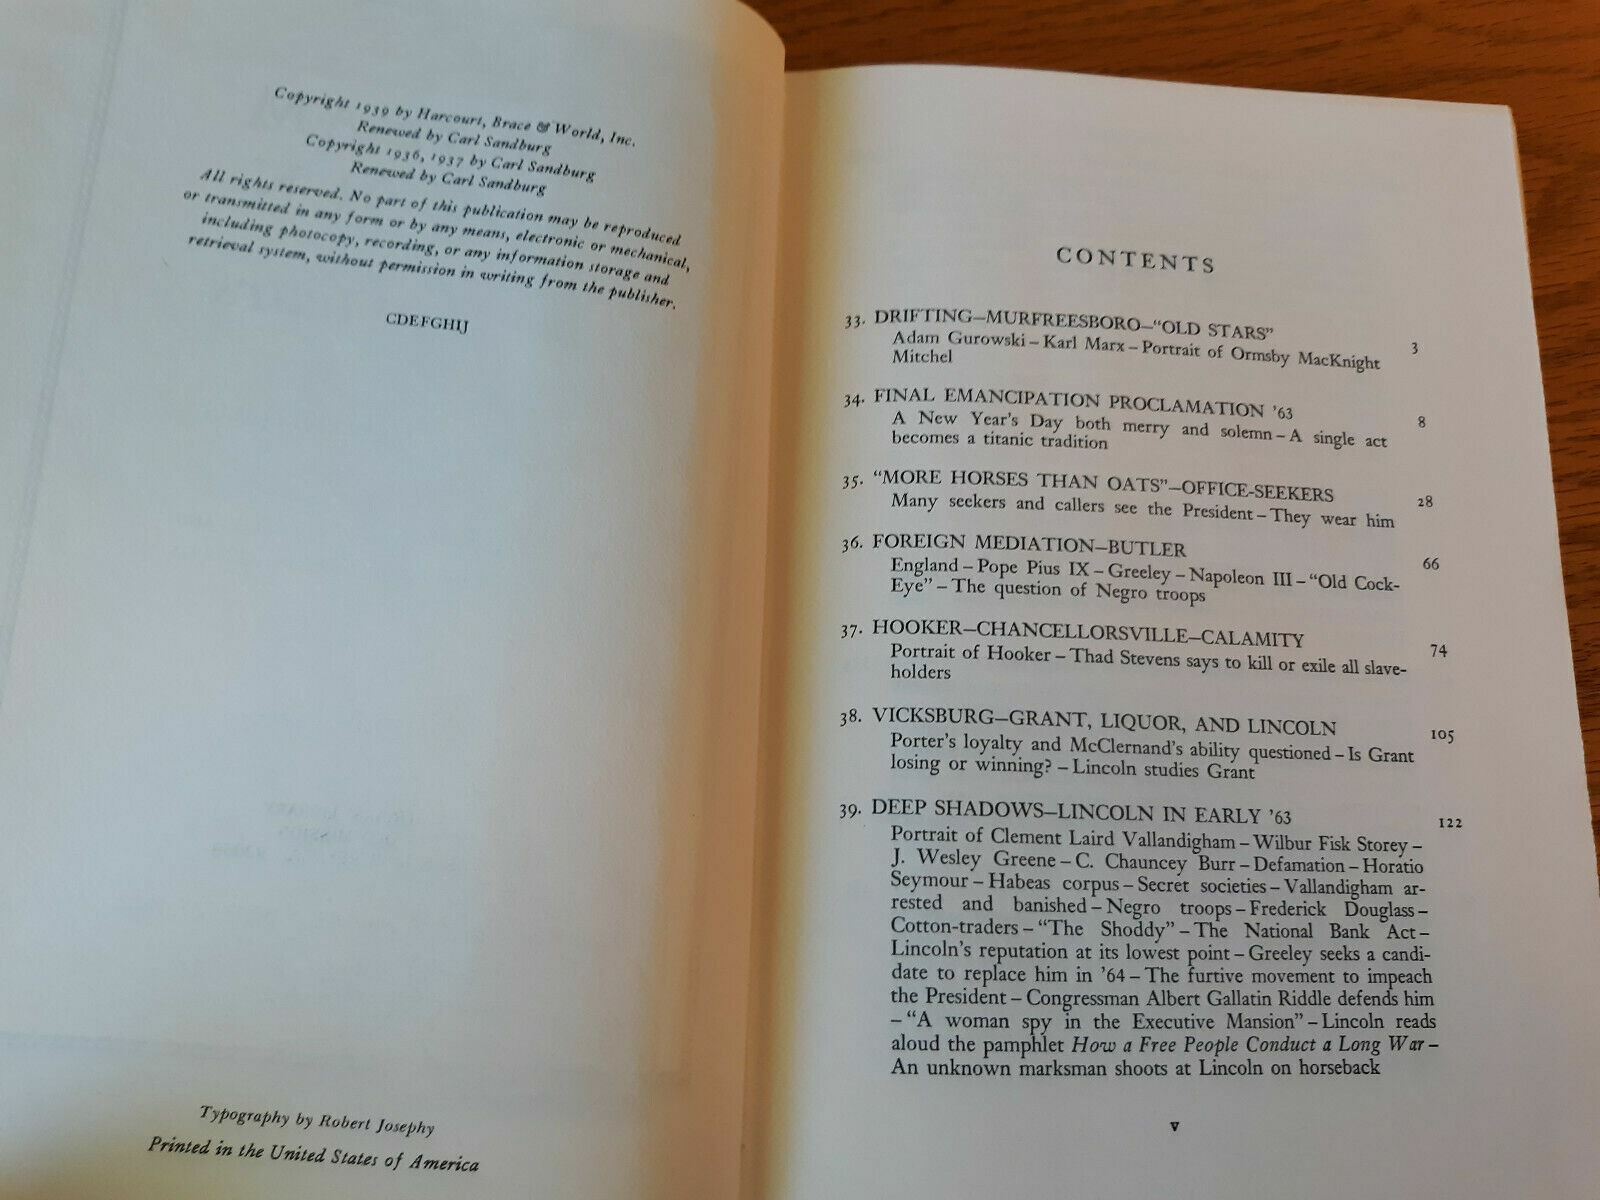 Copyright 1939 by Harcourt, Brace & World, Inc.
Renewed by Carl Sandburg
Copyright 1936, 1937 by Carl Sandburg
Renewed by Carl Sandburg
All rights reserved. No part of this publication may be reproduced
or transmitted in any form or by any means, electronic or mechanical,
including photocopy, recording, or any information storage and
retrieval system, without permission in writing from the publisher.
CDEFGHIJ
Typography by Robert Josephy
Printed in the United States of America
CONTENTS
33. DRIFTING—MURFREESBORO—“OLD STARS” 3
Adam Gurowski – Karl Marx – Portrait of Ormsby MacKnight
Mitchel
34. FINAL EMANCIPATION PROCLAMATION ’63 8
A New Year’s Day both merry and solemn – A single act
becomes a titanic tradition
35. “MORE HORSES THAN OATS”—OFFICE-SEEKERS 28
Many seekers and callers see the President – They wear him
36. FOREIGN MEDIATION—BUTLER 66
England – Pope Pius IX – Greeley – Napoleon III – “Old Cock-
Eye” – The question of Negro troops
37. HOOKER—CHANCELLORSVILLE—CALAMITY 74
Portrait of Hooker – Thad Stevens says to kill or exile all slave-
holders
38. VICKSBURG—GRANT, LIQUOR, AND LINCOLN 105
Porter’s loyalty and McClernand’s ability questioned – Is Grant
losing or winning? – Lincoln studies Grant
39. DEEP SHADOWS—LINCOLN IN EARLY ’63 122
Portrait of Clement Laird Vallandigham – Wilbur Fisk Storey –
J. Wesley Greene – C. Chauncey Burr – Defamation – Horatio
Seymour – Habeas corpus – Secret societies – Vallandigham ar-
rested and banished – Negro troops – Frederick Douglass –
Cotton-traders – “The Shoddy” – The National Bank Act –
Lincoln’s reputation at its lowest point – Greeley seeks a candi-
date to replace him in ’64 – The furtive movement to impeach
the President – Congressman Albert Gallatin Riddle defends him
– “A woman spy in the Executive Mansion” – Lincoln reads
aloud the pamphlet How a Free People Conduct a Long War –
An unknown marksman shoots at Lincoln on horseback
v